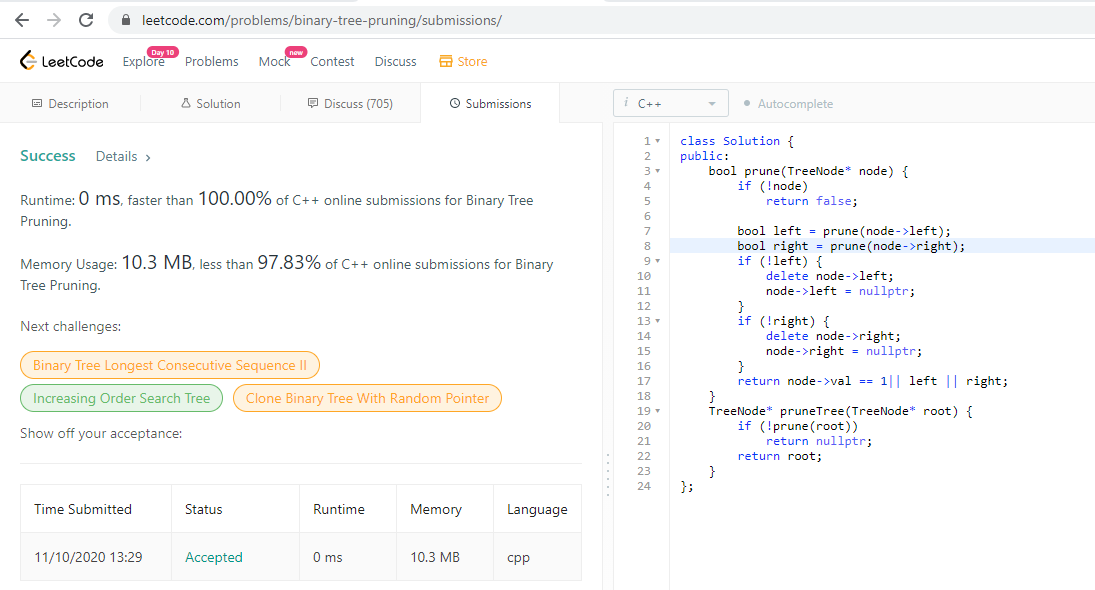 leetcode.com/problems/binary-tree-pruning/submissions/
LeetCode Explore Day 10 Problems Mock new Contest Discuss Store
Description Solution Discuss (705) Submissions
i C++ Autocomplete
Success Details >
Runtime: 0 ms, faster than 100.00% of C++ online submissions for Binary Tree
Pruning.
Memory Usage: 10.3 MB, less than 97.83% of C++ online submissions for Binary
Tree Pruning.
Next challenges:
Binary Tree Longest Consecutive Sequence II
Increasing Order Search Tree Clone Binary Tree With Random Pointer
Show off your acceptance:
Time Submitted Status Runtime Memory Language
11/10/2020 13:29 Accepted 0 ms 10.3 MB cpp
1 class Solution {
2 public:
3     bool prune(TreeNode* node) {
4         if (!node)
5             return false;
6
7         bool left = prune(node->left);
8         bool right = prune(node->right);
9         if (!left) {
10             delete node->left;
11             node->left = nullptr;
12         }
13         if (!right) {
14             delete node->right;
15             node->right = nullptr;
16         }
17         return node->val == 1|| left || right;
18     }
19     TreeNode* pruneTree(TreeNode* root) {
20         if (!prune(root))
21             return nullptr;
22         return root;
23     }
24 };